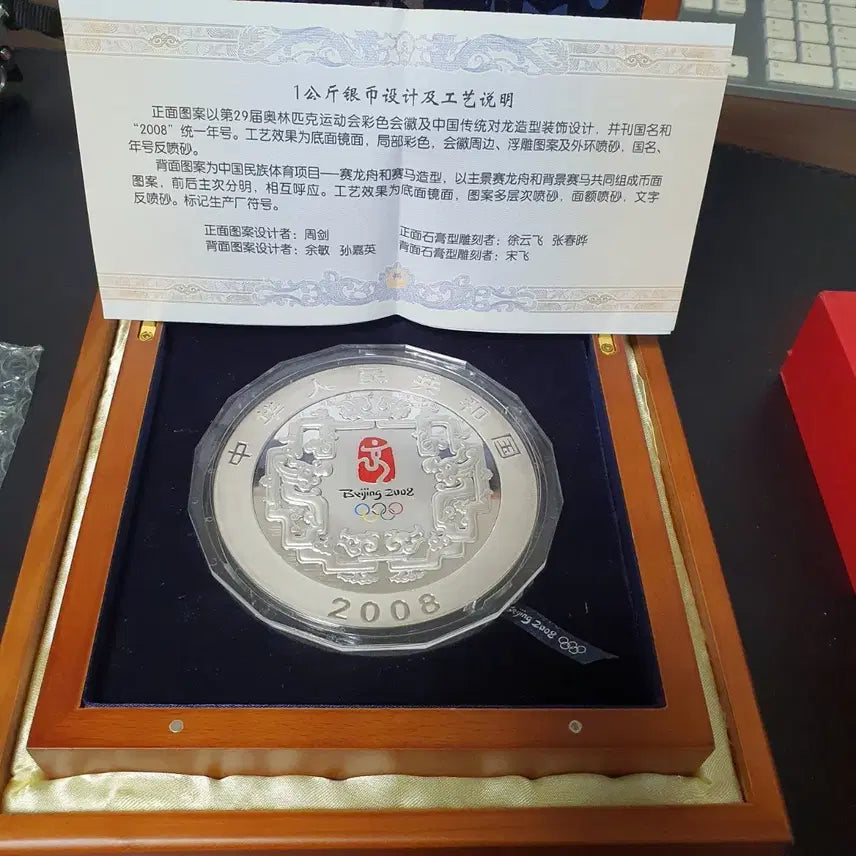 1公斤银币设计及工艺说明
正面图案以第29届奥林匹克运动会彩色会徽及中国传统对龙造型装饰设计，并刊国名和
“2008”统一年号。工艺效果为底面镜面，局部彩色，会徽周边、浮雕图案及外环喷砂，国名、
年号反喷砂。
背面图案为中国民族体育项目——赛龙舟和赛马造型，以主景赛龙舟和背景赛马共同组成币面
图案，前后主次分明，相互呼应。工艺效果为底面镜面，图案多层次喷砂，面额喷砂，文字
反喷砂。标记生产厂符号。
正面图案设计者：周剑 正面石膏型雕刻者：徐云飞 张春晔
背面图案设计者：余敏 孙嘉英 背面石膏型雕刻者：宋飞
中华人民共和国
Beijing 2008
2008
Beijing 2008